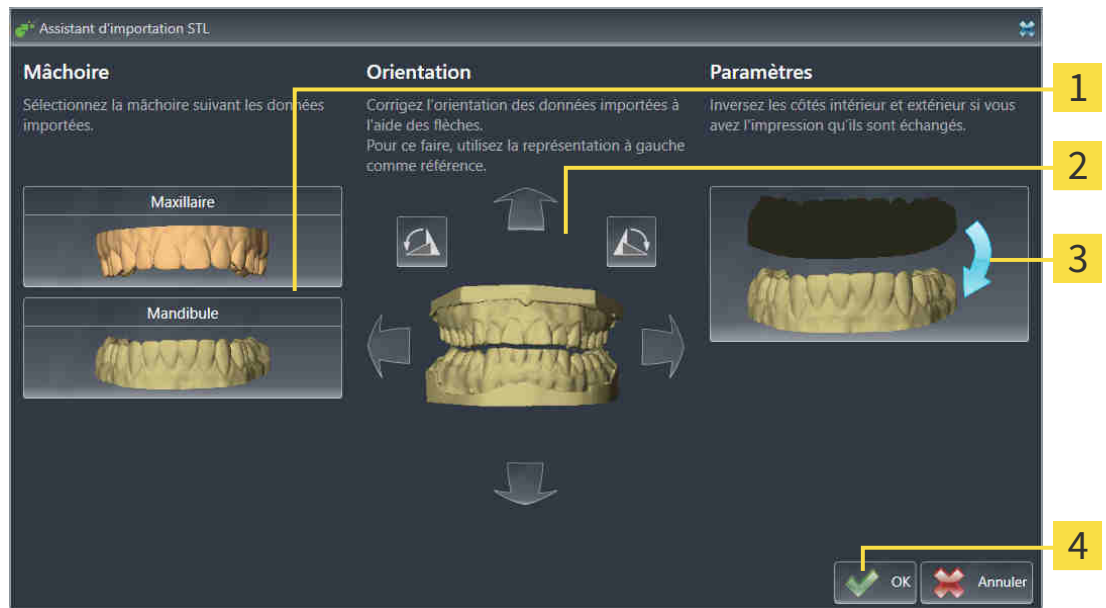 Assistant d'importation STL
Mâchoire
Sélectionnez la mâchoire suivant les données
importées.
Maxillaire
Mandibule
Orientation
Corrigez l'orientation des données importées à
l'aide des flèches.
Pour ce faire, utilisez la représentation à gauche
comme référence.
Paramètres
Inversez les côtés intérieur et extérieur si vous
avez l'impression qu'ils sont échangés.
OK
Annuler
1
2
3
4